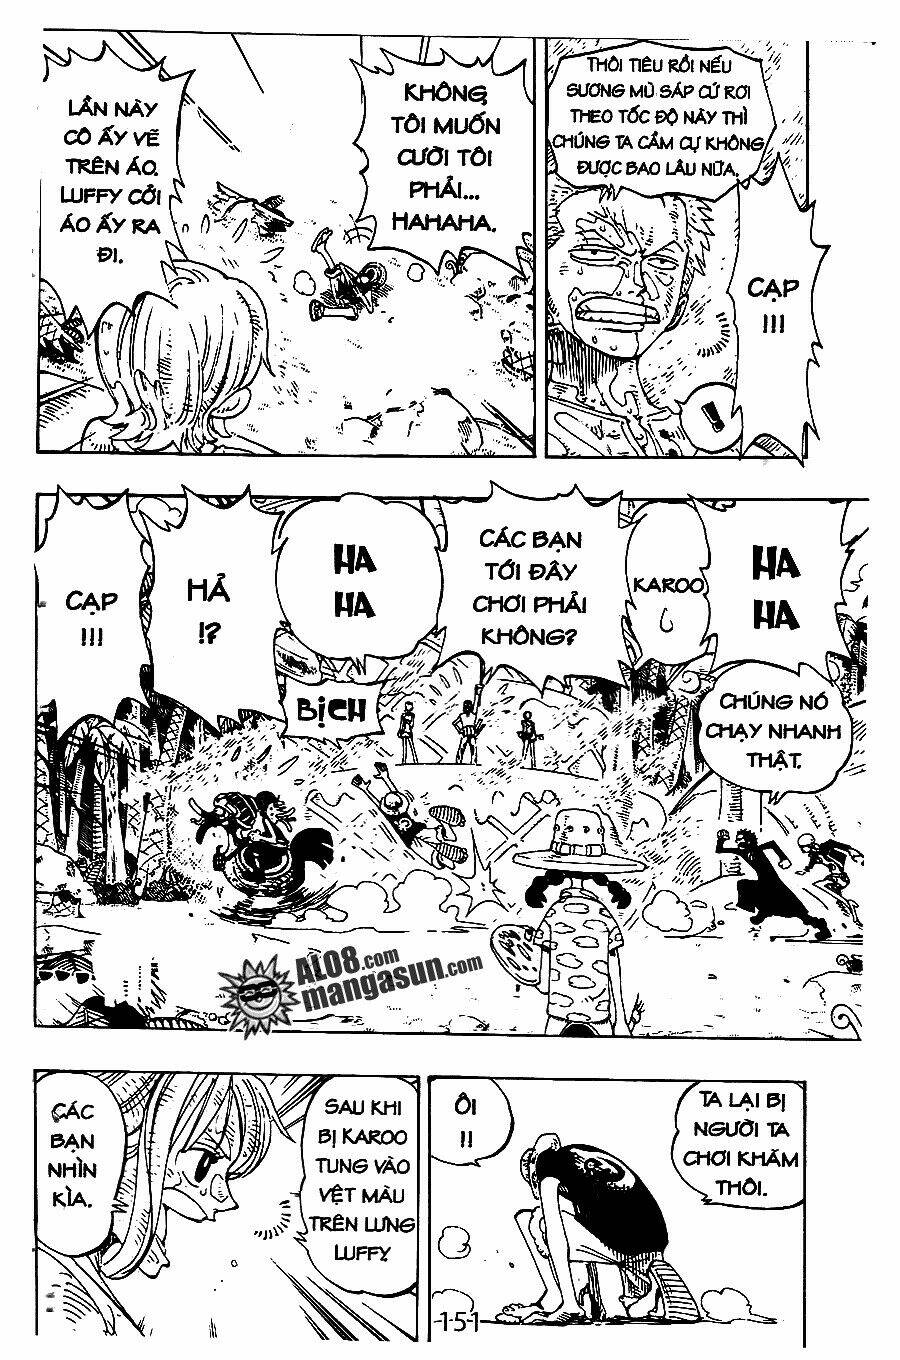 LẦN NÀY
CÔ ẤY VẼ
TRÊN ÁO.
LUFFY CỞI
ÁO ẤY RA
ĐI.
KHÔNG,
TÔI MUỐN
CƯỜI TÔI
PHẢI...
HAHAHA.
THÔI TIÊU RỒI NẾU
SƯƠNG MÙ SÁP CỨ RƠI
THEO TỐC ĐỘ NÀY THÌ
CHÚNG TA CẦM CỰ KHÔNG
ĐƯỢC BAO LÂU NỮA.
CẠP
!!!
!
CẠP
!!!
HẢ
!?
HA
HA
BỊCH
CÁC BẠN
TỚI ĐÂY
CHƠI PHẢI
KHÔNG?
KAROO
HA
HA
CHÚNG NÓ
CHẠY NHANH
THẬT.
AL08.com
mangasun.com
CÁC
BẠN
NHÌN
KÌA.
SAU KHI
BỊ KAROO
TUNG VÀO
VỆT MÀU
TRÊN LƯNG
LUFFY.
ÔI
!!
TA LẠI BỊ
NGƯỜI TA
CHƠI KHĂM
THÔI.
151